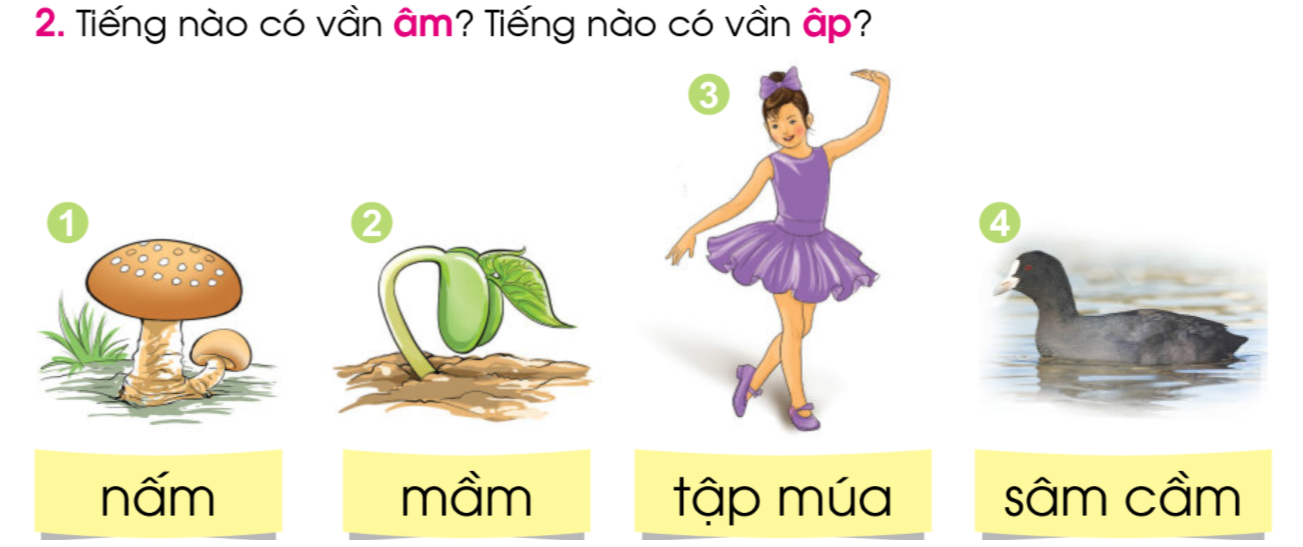 2. Tiếng nào có vần âm? Tiếng nào có vần âp?
3
1
2
4
nấm
mầm
tập múa
sâm cầm